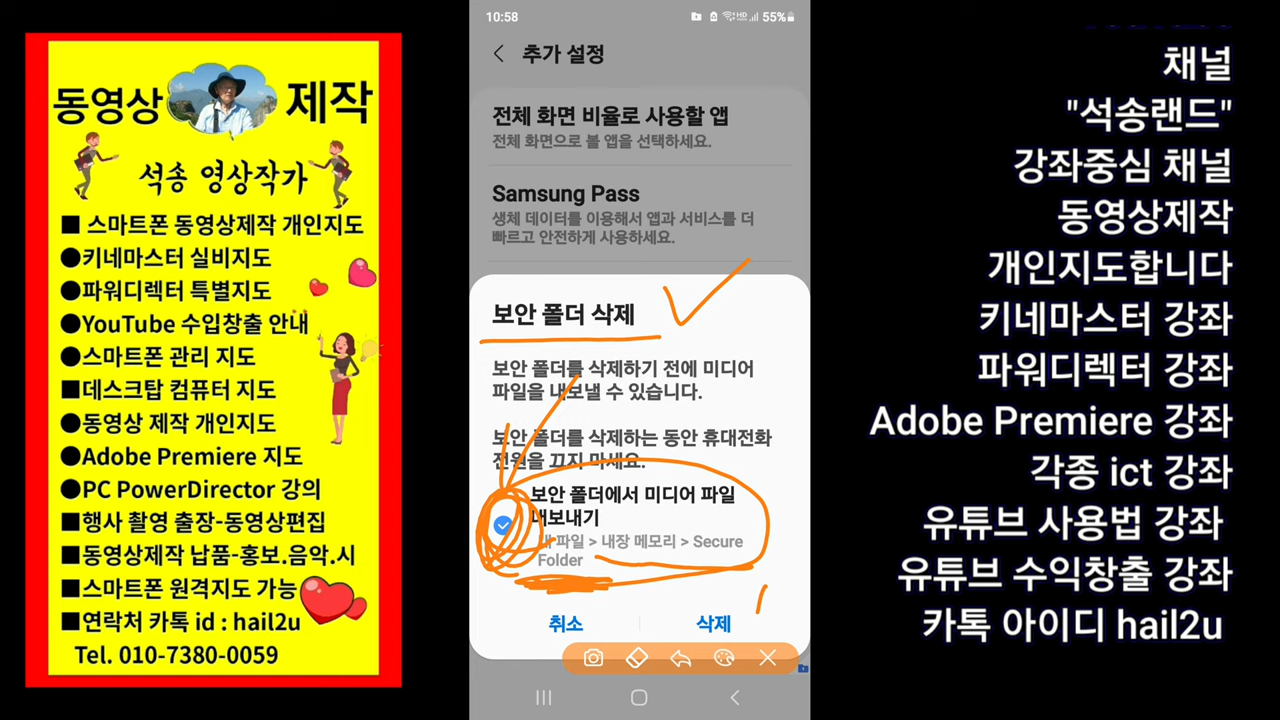 동영상 제작
석송 영상작가
■ 스마트폰 동영상제작 개인지도
●키네마스터 실비지도
●파워디렉터 특별지도
●YouTube 수입창출 안내
●스마트폰 관리 지도
■데스크탑 컴퓨터 지도
●동영상 제작 개인지도
●Adobe Premiere 지도
●PC PowerDirector 강의
■행사 촬영 출장-동영상편집
■동영상제작 납품-홍보.음악.시
■스마트폰 원격지도 가능
■연락처 카톡 id : hail2u
Tel. 010-7380-0059
10:58
55%
추가 설정
전체 화면 비율로 사용할 앱
전체 화면으로 볼 앱을 선택하세요.
Samsung Pass
생체 데이터를 이용해서 앱과 서비스를 더
빠르고 안전하게 사용하세요.
보안 폴더 삭제
보안 폴더를 삭제하기 전에 미디어
파일을 내보낼 수 있습니다.
보안 폴더를 삭제하는 동안 휴대전화
전원을 끄지 마세요.
보안 폴더에서 미디어 파일
내보내기
내 파일 > 내장 메모리 > Secure
Folder
취소
삭제
채널
"석송랜드"
강좌중심 채널
동영상제작
개인지도합니다
키네마스터 강좌
파워디렉터 강좌
Adobe Premiere 강좌
각종 ict 강좌
유튜브 사용법 강좌
유튜브 수익창출 강좌
카톡 아이디 hail2u